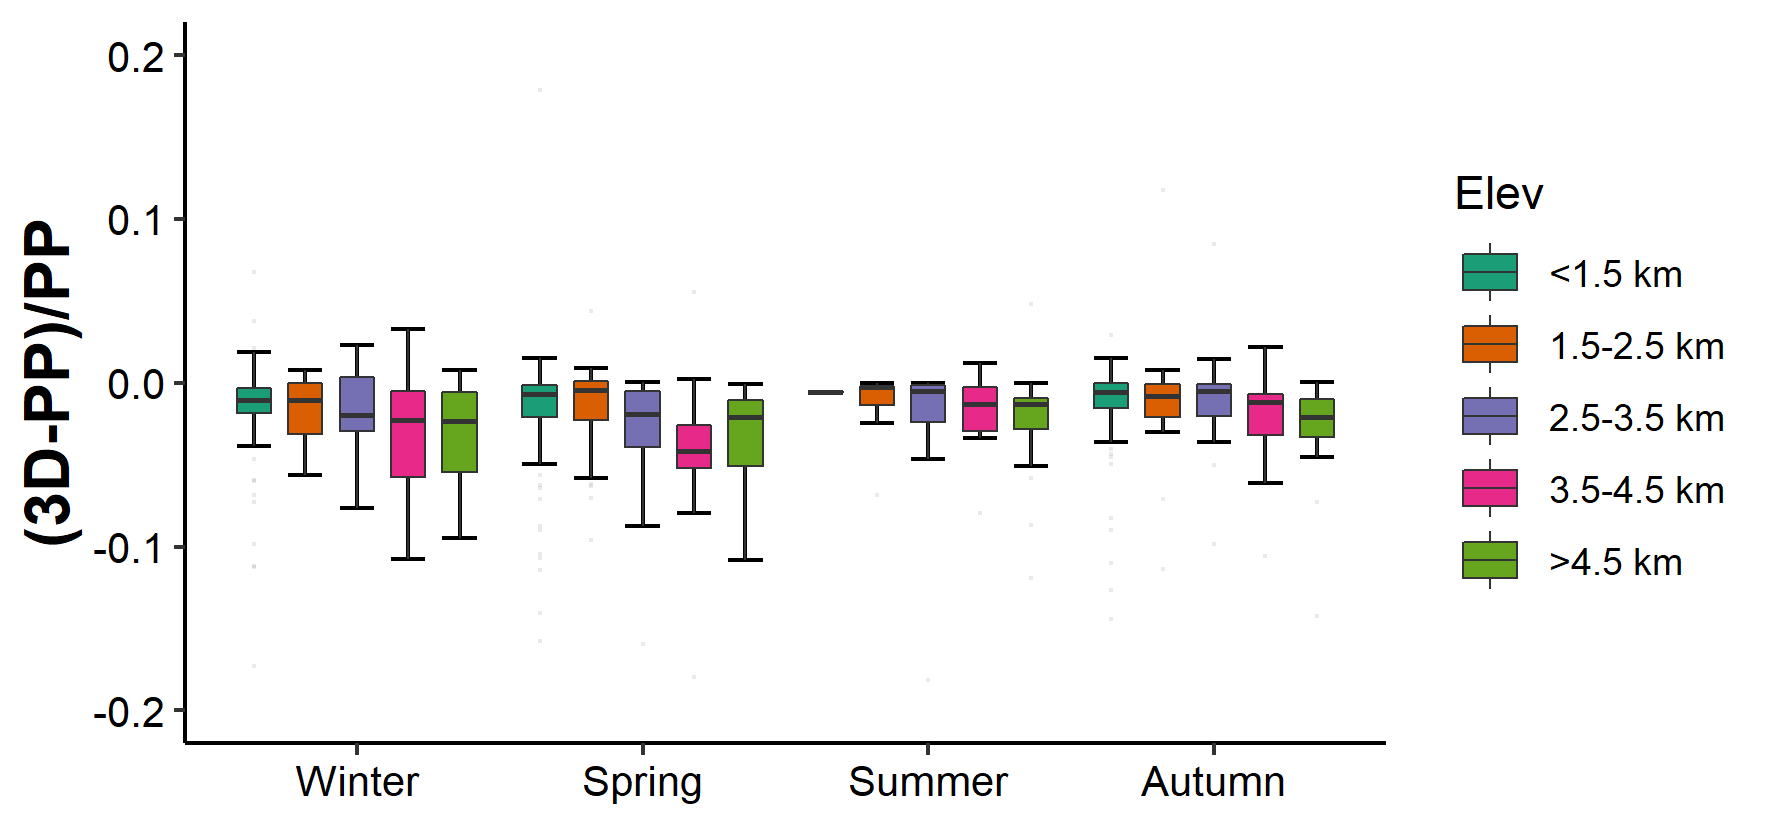 (3D-PP)/PP
0.2
0.1
0.0
-0.1
-0.2
Winter
Spring
Summer
Autumn
Elev
<1.5 km
1.5-2.5 km
2.5-3.5 km
3.5-4.5 km
>4.5 km